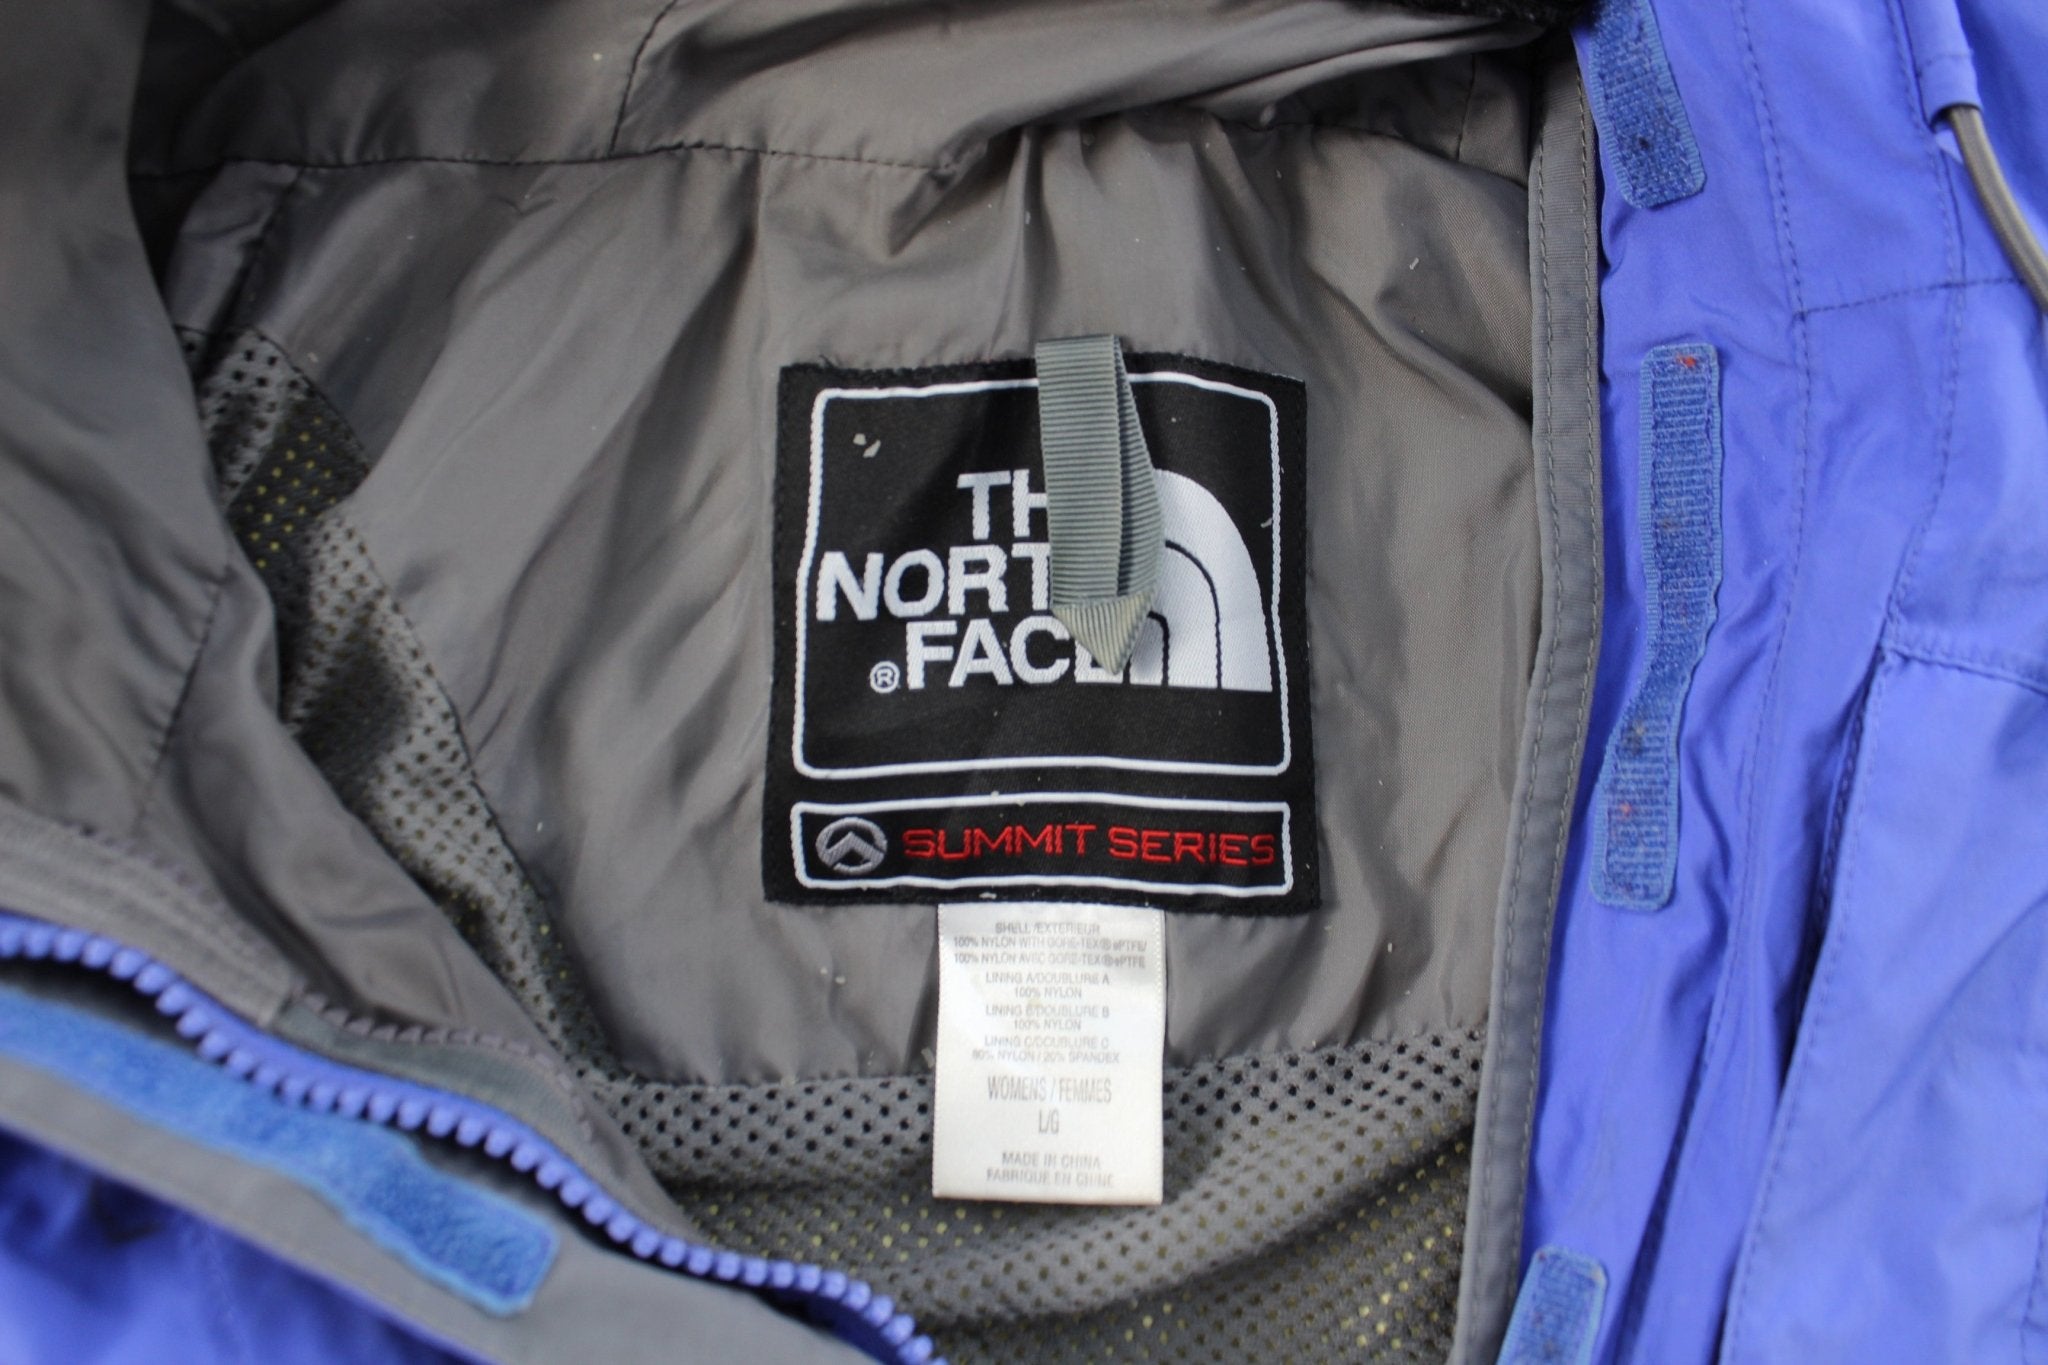 TH
NORT
®FACE
SUMMIT SERIES
SHELL/EXTERIEUR
100% NYLON WITH GORE-TEX® ePTFE/
100% NYLON AVEC GORE-TEX® ePTFE
LINING A/DOUBLURE A
100% NYLON
LINING B/DOUBLURE B
100% NYLON
LINING C/DOUBLURE C
80% NYLON / 20% SPANDEX
WOMENS / FEMMES
L/G
MADE IN CHINA
FABRIQUE EN CHINE